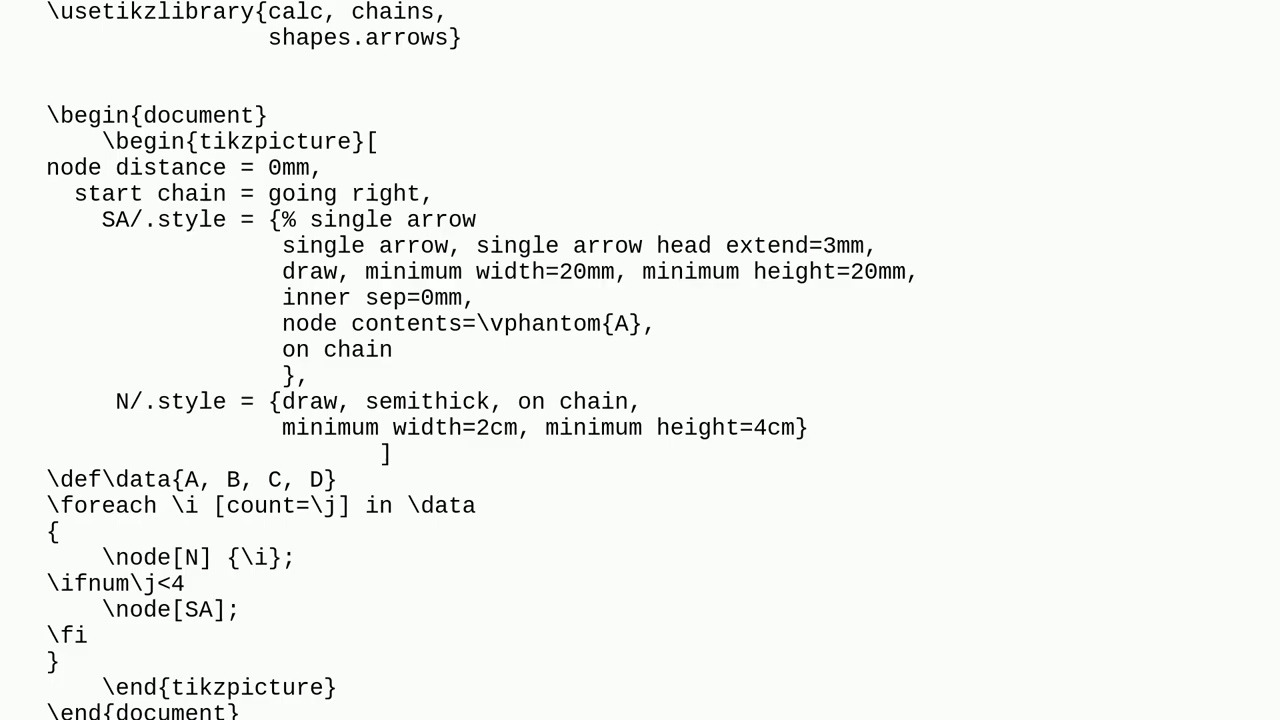 \usetikzlibrary{calc, chains,
                shapes.arrows}
\begin{document}
    \begin{tikzpicture}[
node distance = 0mm,
  start chain = going right,
    SA/.style = {% single arrow
                 single arrow, single arrow head extend=3mm,
                 draw, minimum width=20mm, minimum height=20mm,
                 inner sep=0mm,
                 node contents=\vphantom{A},
                 on chain
                 },
     N/.style = {draw, semithick, on chain,
                 minimum width=2cm, minimum height=4cm}
                        ]
\def\data{A, B, C, D}
\foreach \i [count=\j] in \data
{
    \node[N] {\i};
\ifnum\j<4
    \node[SA];
\fi
}
    \end{tikzpicture}
\end{document}